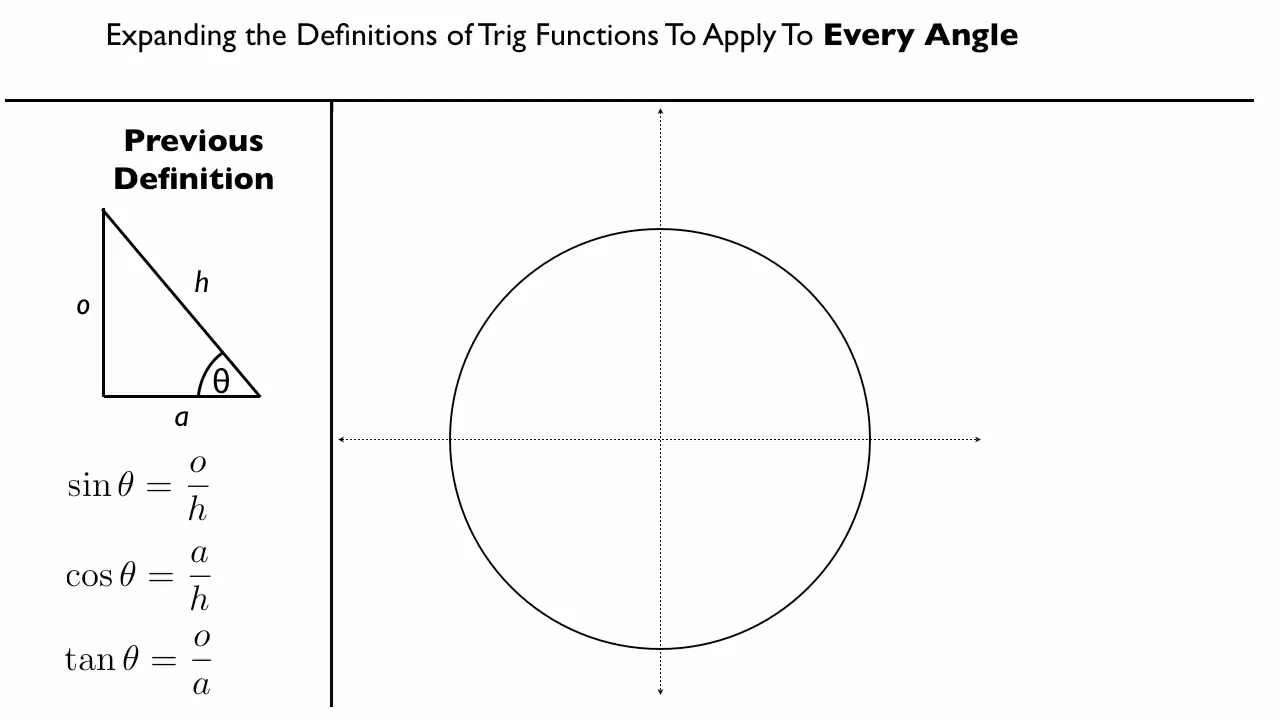 Expanding the Definitions of Trig Functions To Apply To Every Angle
Previous
Definition
h
o
θ
a
sin θ = o/h
cos θ = a/h
tan θ = o/a